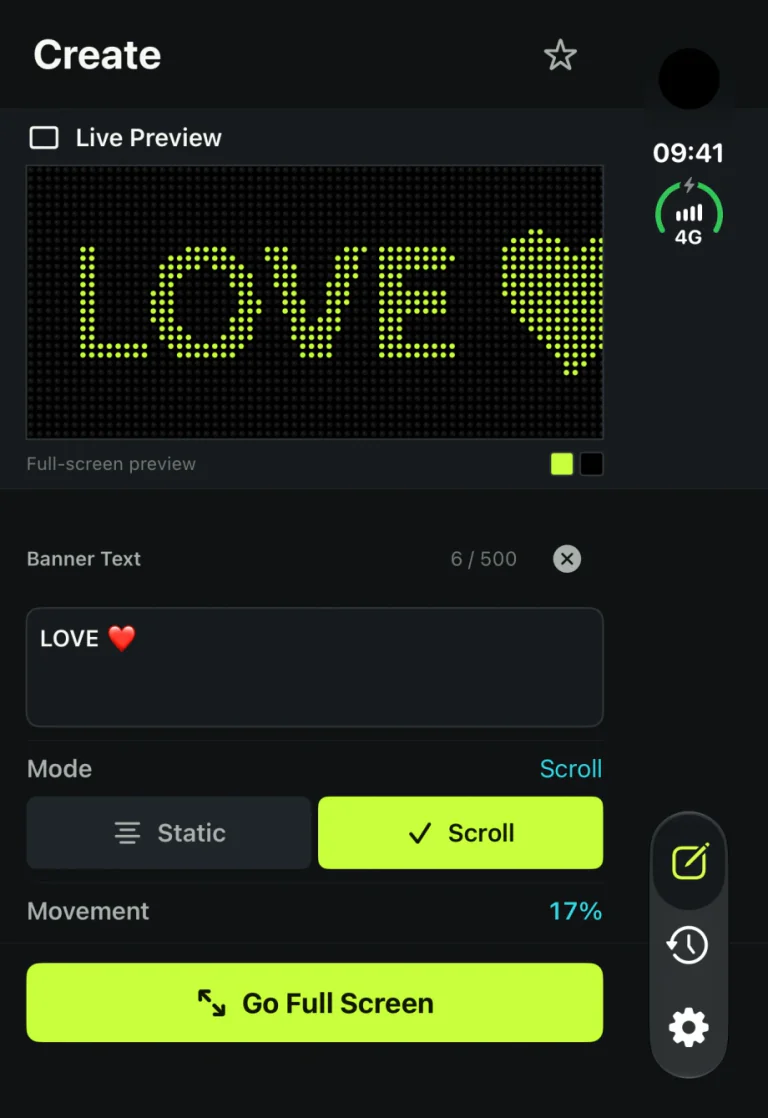 Create
09:41
4G
Live Preview
LOVE ♥
Full-screen preview
Banner Text 6 / 500
LOVE ❤️
Mode Scroll
Static Scroll
Movement 17%
Go Full Screen